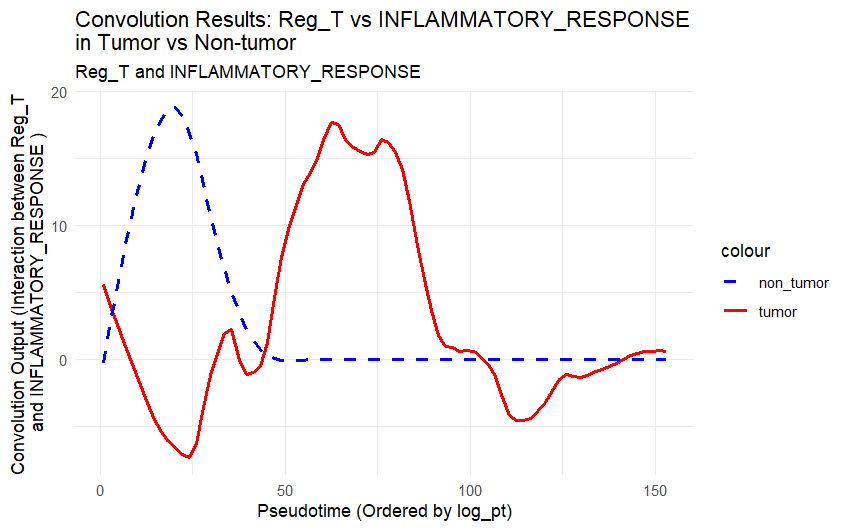 Convolution Results: Reg_T vs INFLAMMATORY_RESPONSE
in Tumor vs Non-tumor
Reg_T and INFLAMMATORY_RESPONSE
Convolution Output (Interaction between Reg_T
and INFLAMMATORY_RESPONSE )
20
10
0
0
50
100
150
Pseudotime (Ordered by log_pt)
colour
non_tumor
tumor